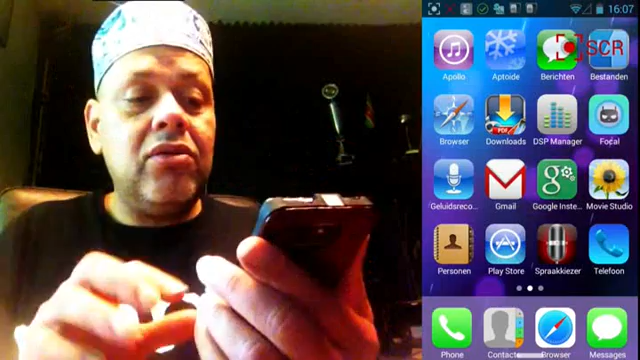 16:07
SCR
Apollo
Aptoide
Berichten
Bestanden
Browser
Downloads
DSP Manager
Focal
Geluidsreco...
Gmail
Google Inste...
Movie Studio
Personen
Play Store
Spraakkiezer
Telefoon
Phone
Contacts
Browser
Messages